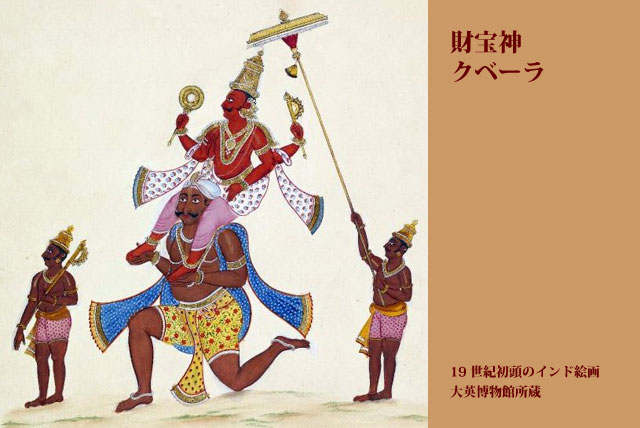 財宝神
クベーラ
19 世紀初頭のインド絵画
大英博物館所蔵